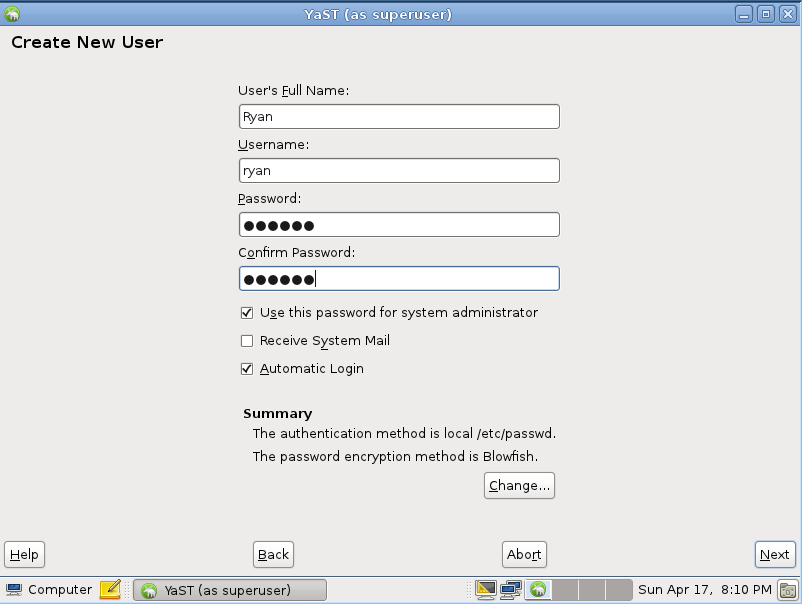 YaST (as superuser)
Create New User
User's Full Name:
Ryan
Username:
ryan
Password:
●●●●●●
Confirm Password:
●●●●●●
Use this password for system administrator
Receive System Mail
Automatic Login
Summary
The authentication method is local /etc/passwd.
The password encryption method is Blowfish.
Change...
Help Back Abort Next
Computer YaST (as superuser) Sun Apr 17, 8:10 PM